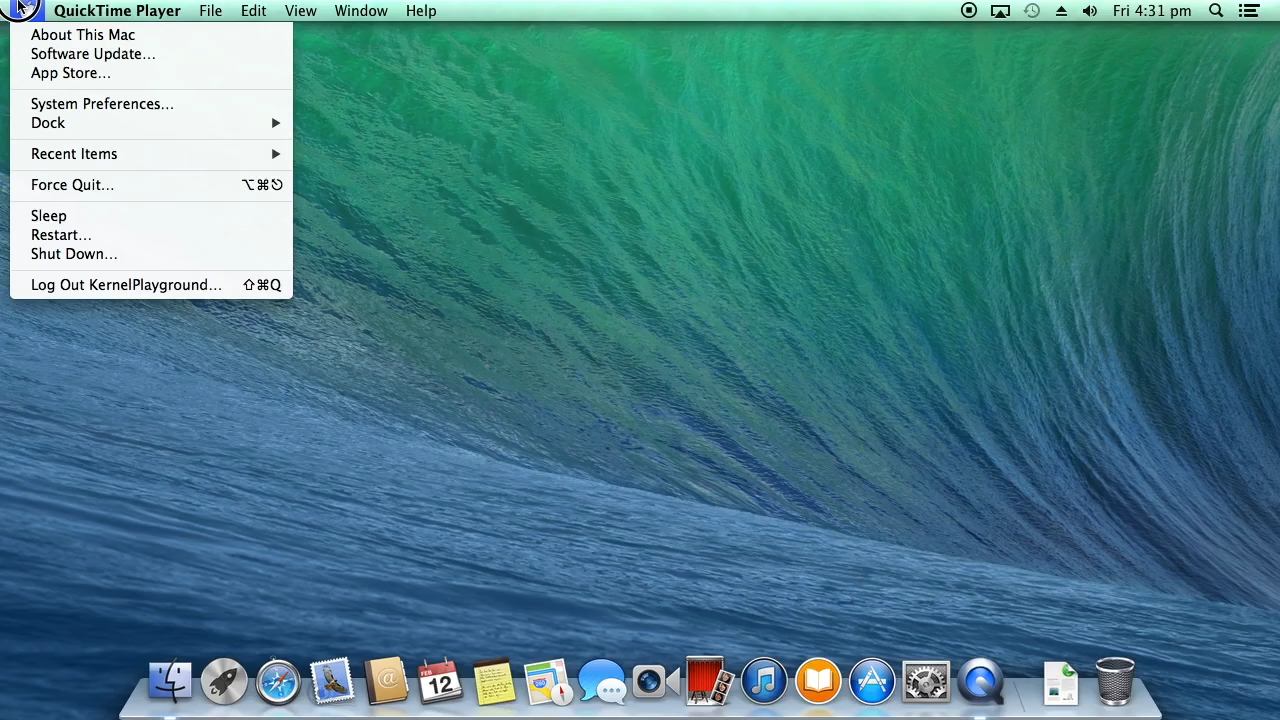 QuickTime Player File Edit View Window Help Fri 4:31 pm
About This Mac
Software Update…
App Store…
System Preferences…
Dock
Recent Items
Force Quit… ⌥⌘⎋
Sleep
Restart…
Shut Down…
Log Out KernelPlayground… ⇧⌘Q
FEB
12